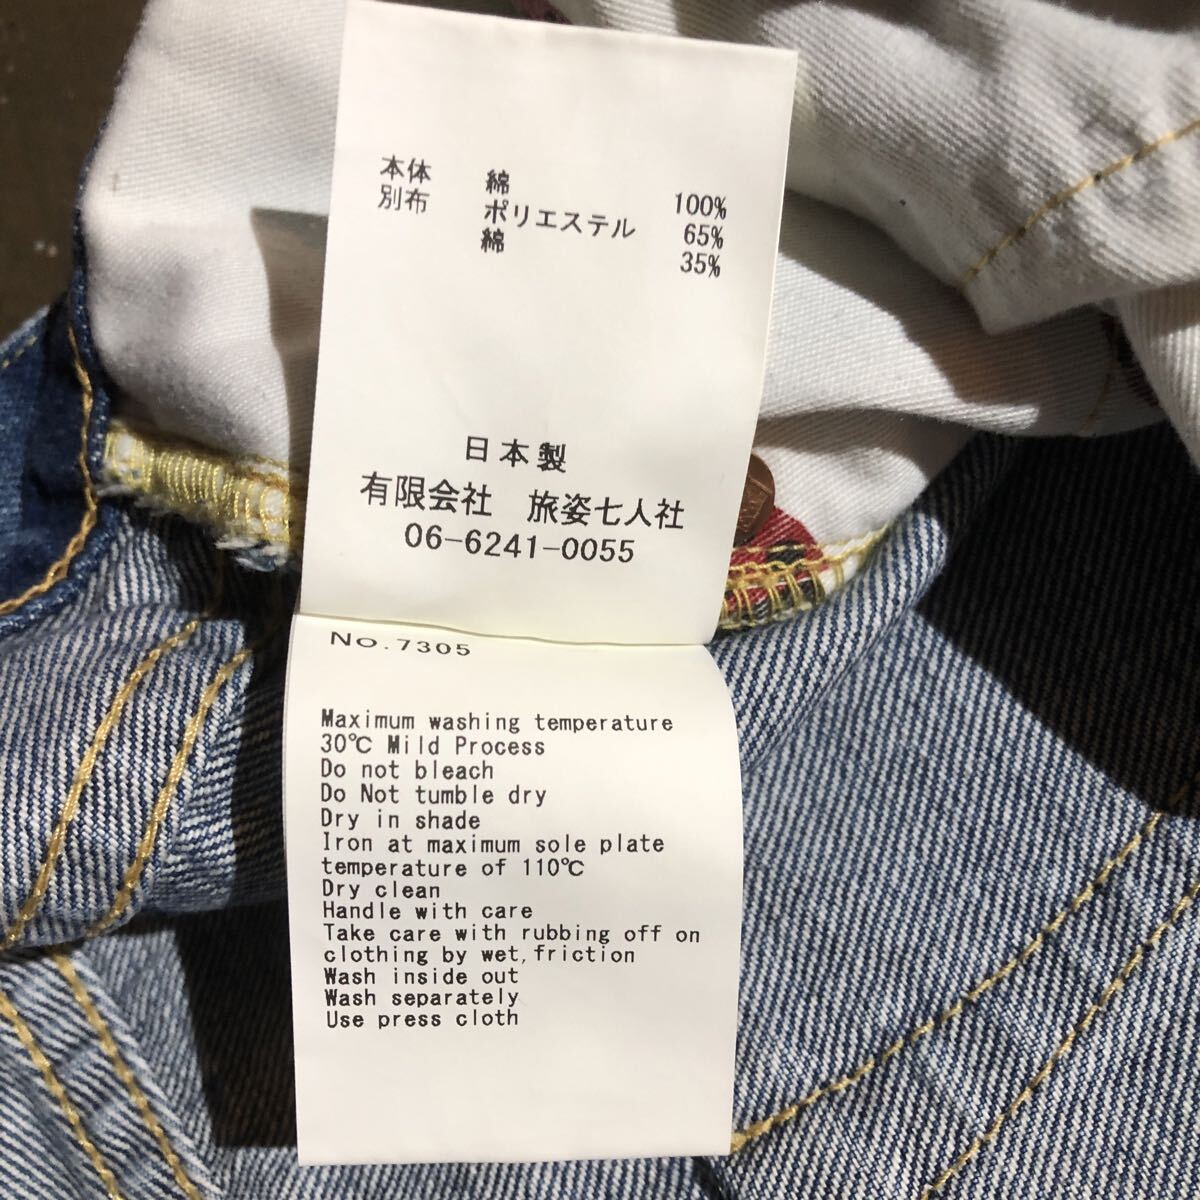 本体 綿 100%
別布 ポリエステル 65%
綿 35%
日本製
有限会社 旅姿七人社
06-6241-0055
No.7305
Maximum washing temperature
30℃ Mild Process
Do not bleach
Do Not tumble dry
Dry in shade
Iron at maximum sole plate
temperature of 110℃
Dry clean
Handle with care
Take care with rubbing off on
clothing by wet,friction
Wash inside out
Wash separately
Use press cloth